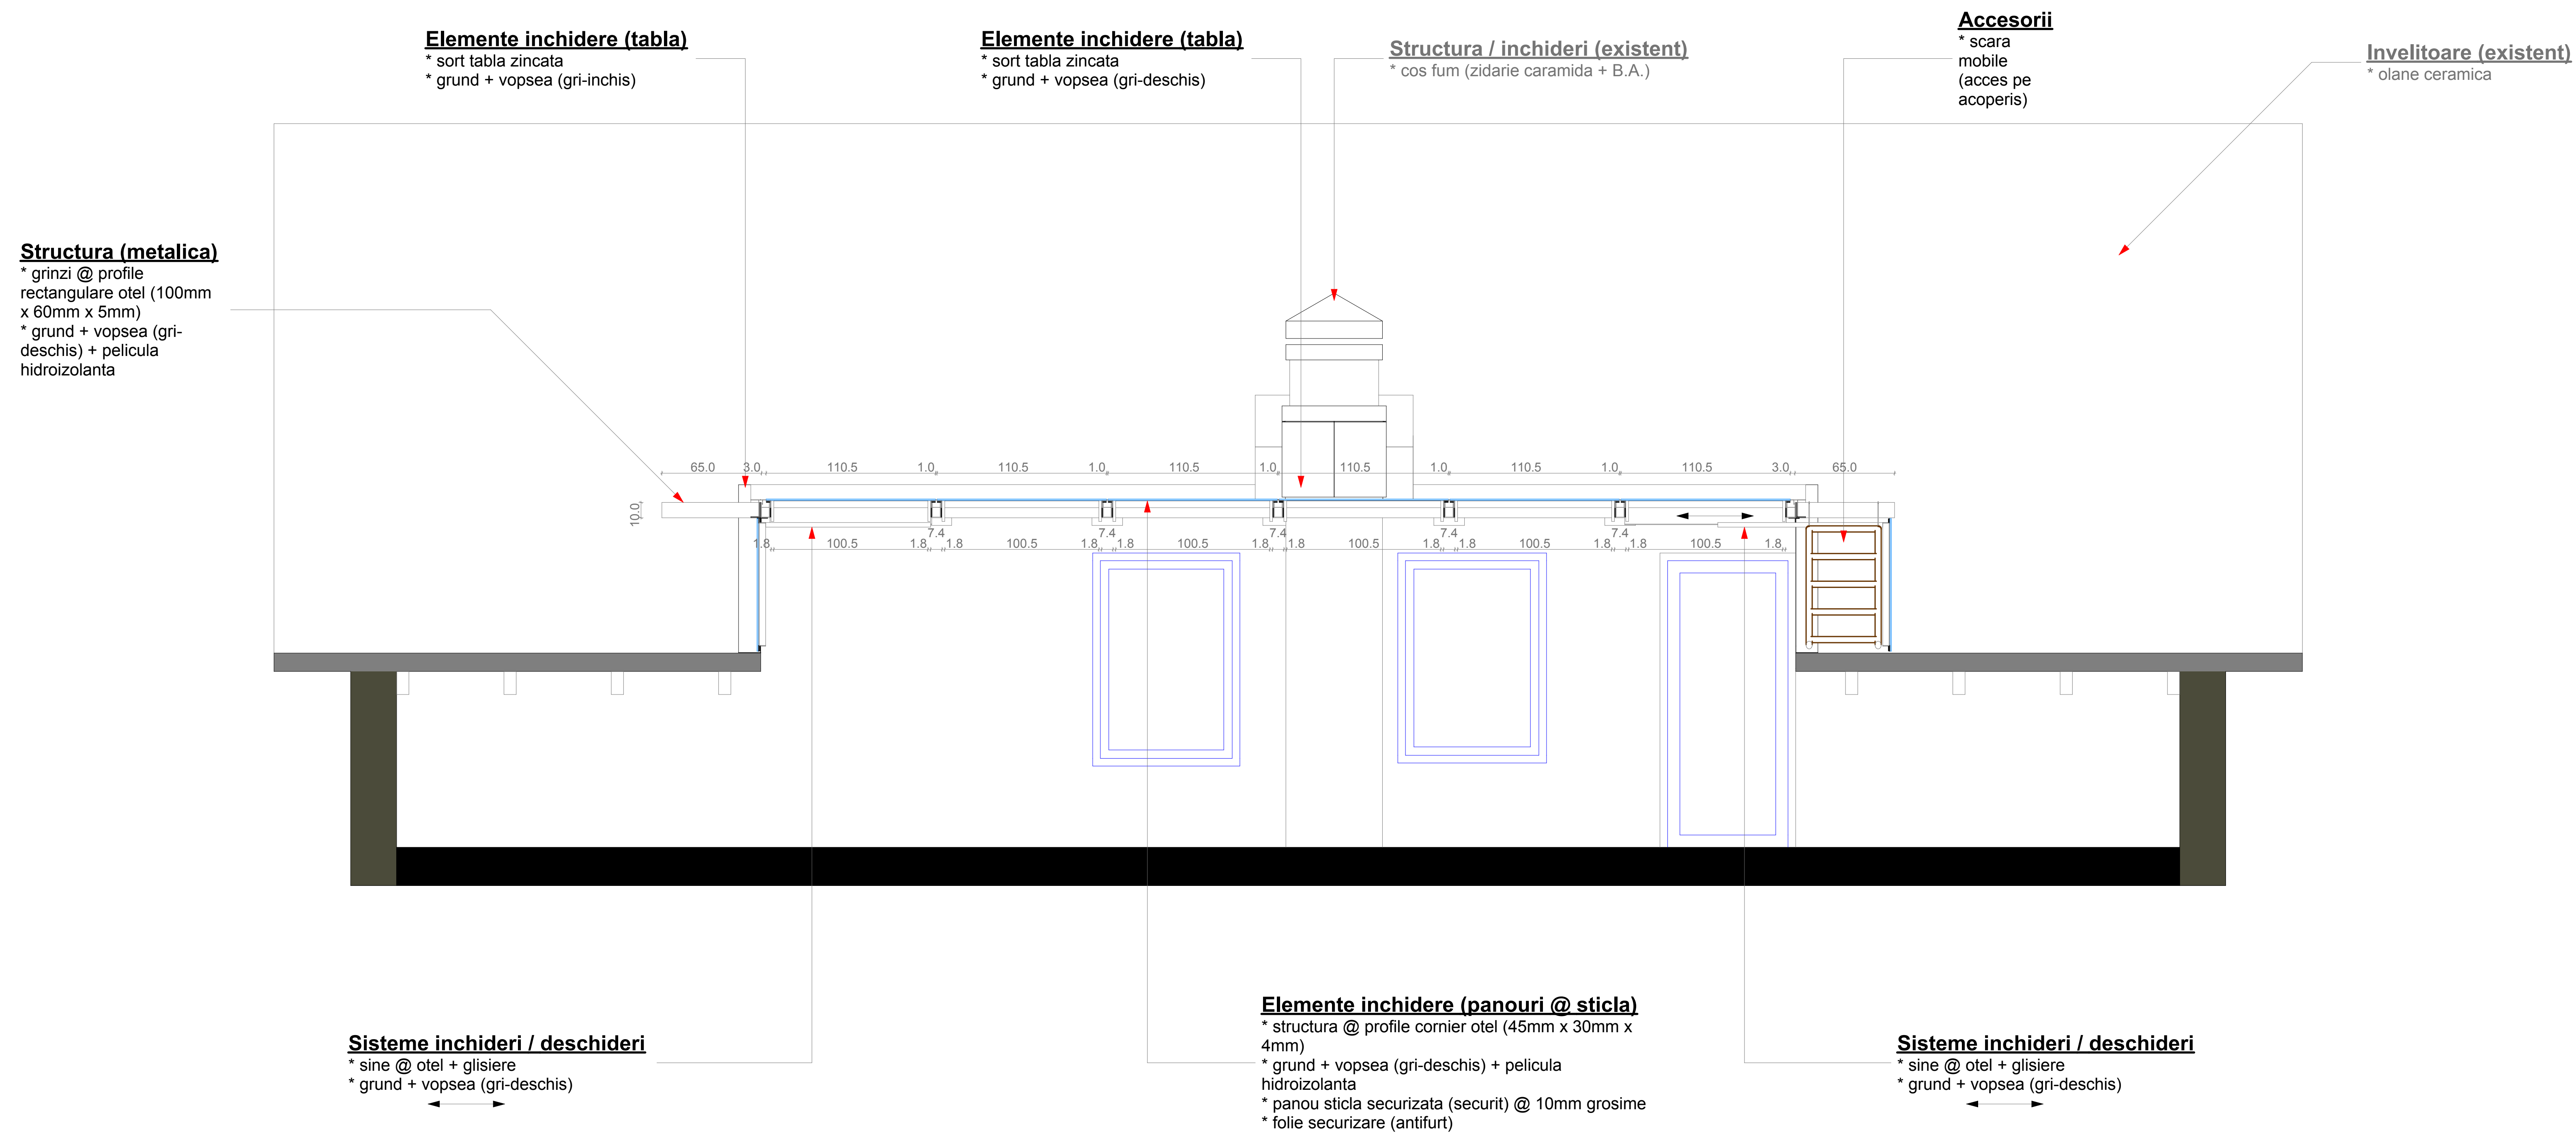 Elemente inchidere (tabla)
* sort tabla zincata
* grund + vopsea (gri-inchis)
Elemente inchidere (tabla)
* sort tabla zincata
* grund + vopsea (gri-deschis)
Structura / inchideri (existent)
* cos fum (zidarie caramida + B.A.)
Accesorii
* scara
mobile
(acces pe
acoperis)
Invelitoare (existent)
* olane ceramica
Structura (metalica)
* grinzi @ profile
rectangulare otel (100mm
x 60mm x 5mm)
* grund + vopsea (gri-
deschis) + pelicula
hidroizolanta
65.0 3.0 110.5 1.0 110.5 1.0 110.5 1.0 110.5 1.0 110.5 1.0 110.5 3.0 65.0
10.0
7.4 7.4 7.4 7.4 7.4
1.8 100.5 1.8 1.8 100.5 1.8 1.8 100.5 1.8 1.8 100.5 1.8 1.8 100.5 1.8 1.8 100.5 1.8
Sisteme inchideri / deschideri
* sine @ otel + glisiere
* grund + vopsea (gri-deschis)
Elemente inchidere (panouri @ sticla)
* structura @ profile cornier otel (45mm x 30mm x
4mm)
* grund + vopsea (gri-deschis) + pelicula
hidroizolanta
* panou sticla securizata (securit) @ 10mm grosime
* folie securizare (antifurt)
Sisteme inchideri / deschideri
* sine @ otel + glisiere
* grund + vopsea (gri-deschis)